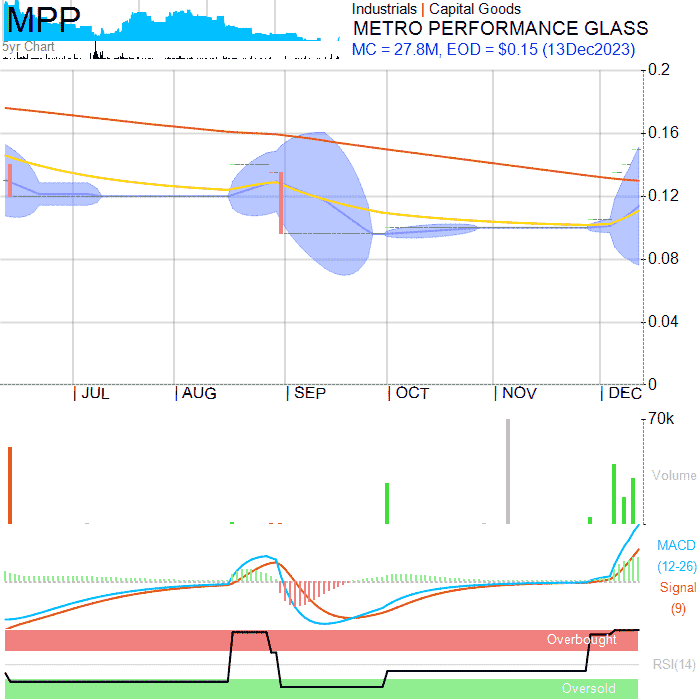 MPP
5yr Chart
Industrials | Capital Goods
METRO PERFORMANCE GLASS
MC = 27.8M, EOD = $0.15 (13Dec2023)
0.2
0.16
0.12
0.08
0.04
0
| JUL | AUG | SEP | OCT | NOV | DEC
70k
Volume
MACD
(12-26)
Signal
(9)
Overbought
RSI(14)
Oversold